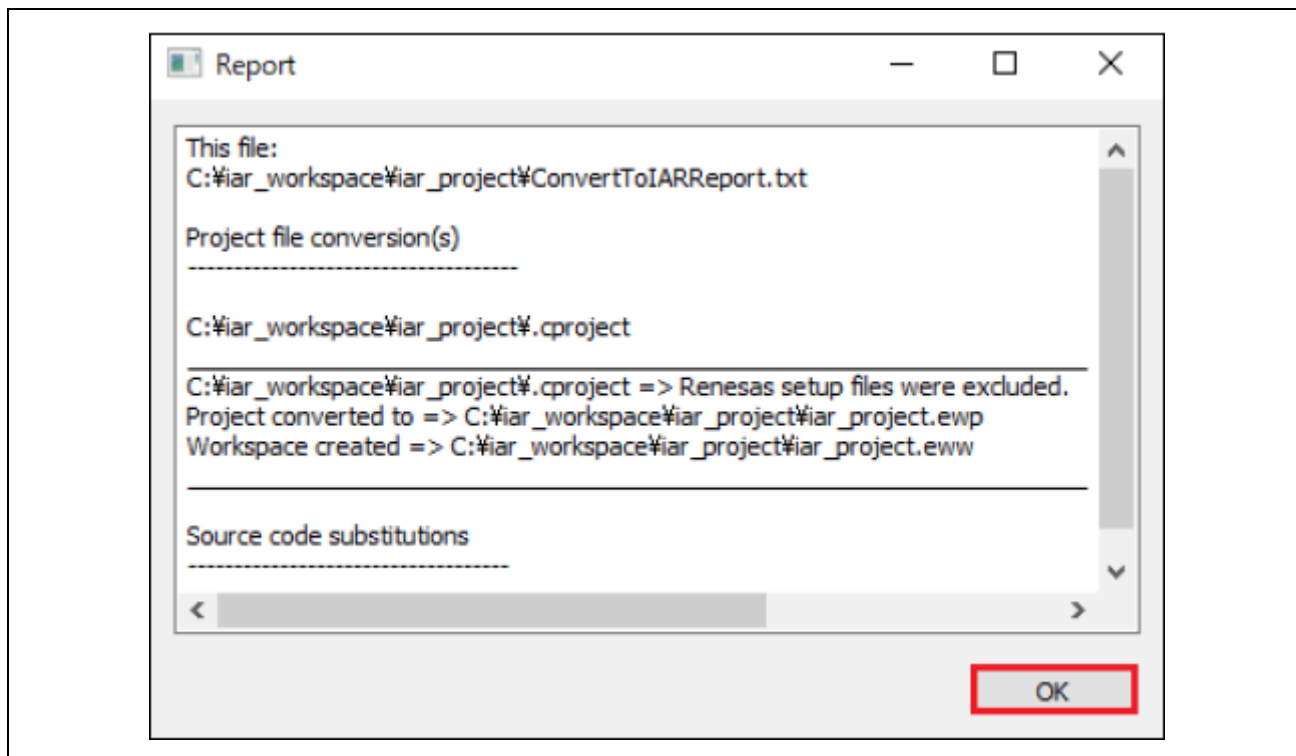 Report
This file:
C:¥iar_workspace¥iar_project¥ConvertToIARReport.txt
Project file conversion(s)
-------------------------------------
C:¥iar_workspace¥iar_project¥.cproject
C:¥iar_workspace¥iar_project¥.cproject => Renesas setup files were excluded.
Project converted to => C:¥iar_workspace¥iar_project¥iar_project.ewp
Workspace created => C:¥iar_workspace¥iar_project¥iar_project.eww
Source code substitutions
------------------------------------
OK